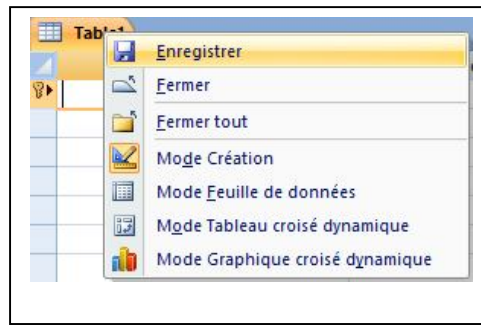 Table1
Enregistrer
Fermer
Fermer tout
Mode Création
Mode Feuille de données
Mode Tableau croisé dynamique
Mode Graphique croisé dynamique